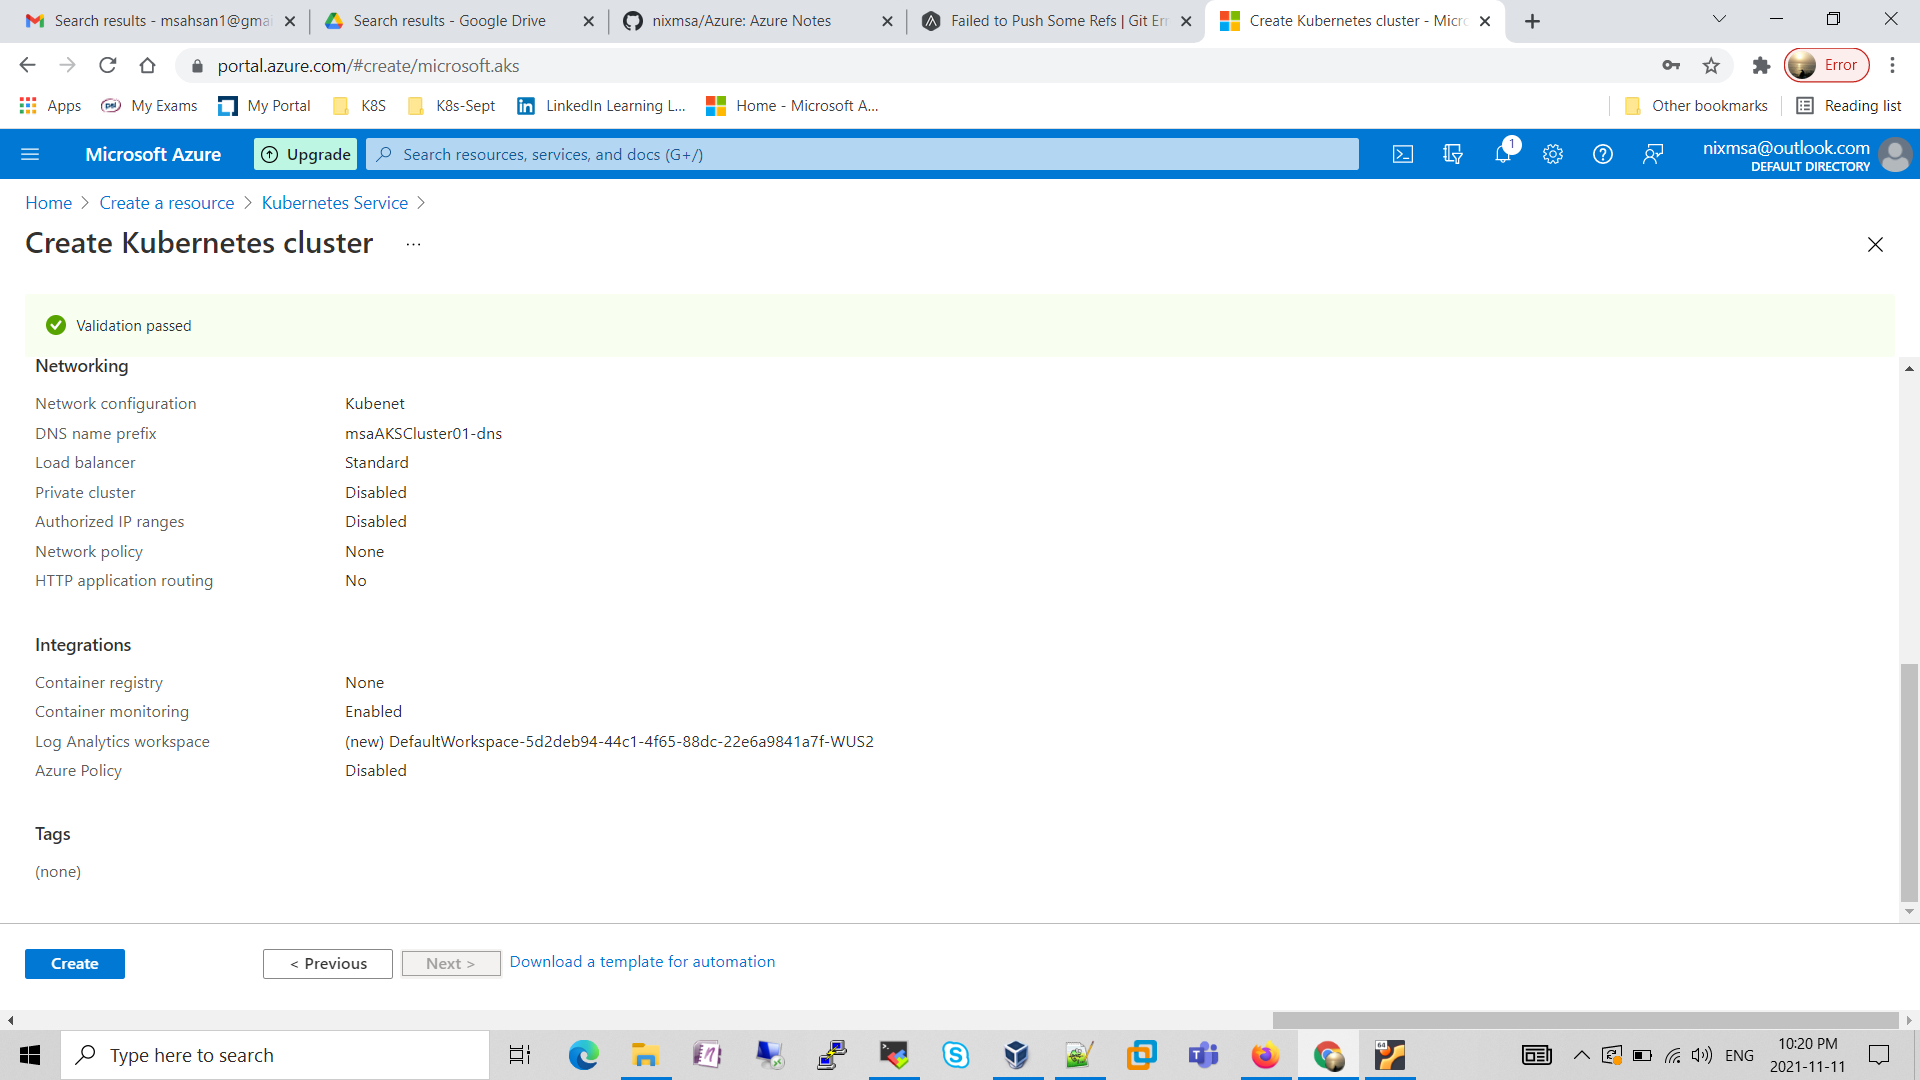 Search results - msahsan1@gmai
Search results - Google Drive
nixmsa/Azure: Azure Notes
Failed to Push Some Refs | Git Err
Create Kubernetes cluster - Micro
portal.azure.com/#create/microsoft.aks
Error
Apps
psi
My Exams
My Portal
K8S
K8s-Sept
in
LinkedIn Learning L...
Home - Microsoft A...
Other bookmarks
Reading list
Microsoft Azure
Upgrade
Search resources, services, and docs (G+/)
1
nixmsa@outlook.com
DEFAULT DIRECTORY
Home > Create a resource > Kubernetes Service >
Create Kubernetes cluster ...
Validation passed
Networking
Network configuration Kubenet
DNS name prefix msaAKSCluster01-dns
Load balancer Standard
Private cluster Disabled
Authorized IP ranges Disabled
Network policy None
HTTP application routing No
Integrations
Container registry None
Container monitoring Enabled
Log Analytics workspace (new) DefaultWorkspace-5d2deb94-44c1-4f65-88dc-22e6a9841a7f-WUS2
Azure Policy Disabled
Tags
(none)
Create
< Previous
Next >
Download a template for automation
Type here to search
64
ENG
10:20 PM
2021-11-11